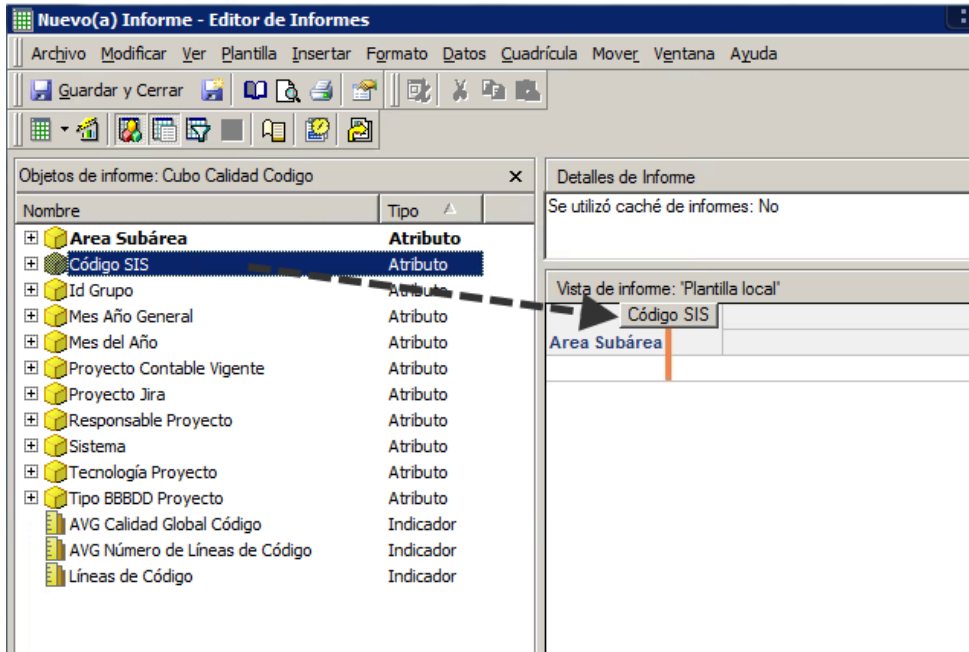 Nuevo(a) Informe - Editor de Informes
Archivo Modificar Ver Plantilla Insertar Formato Datos Cuadrícula Mover Ventana Ayuda
Guardar y Cerrar
Objetos de informe: Cubo Calidad Codigo
Nombre Tipo
Area Subárea Atributo
Código SIS Atributo
Id Grupo Atributo
Mes Año General Atributo
Mes del Año Atributo
Proyecto Contable Vigente Atributo
Proyecto Jira Atributo
Responsable Proyecto Atributo
Sistema Atributo
Tecnología Proyecto Atributo
Tipo BBBDD Proyecto Atributo
AVG Calidad Global Código Indicador
AVG Número de Líneas de Código Indicador
Líneas de Código Indicador
Detalles de Informe
Se utilizó caché de informes: No
Vista de informe: 'Plantilla local'
Código SIS
Area Subárea